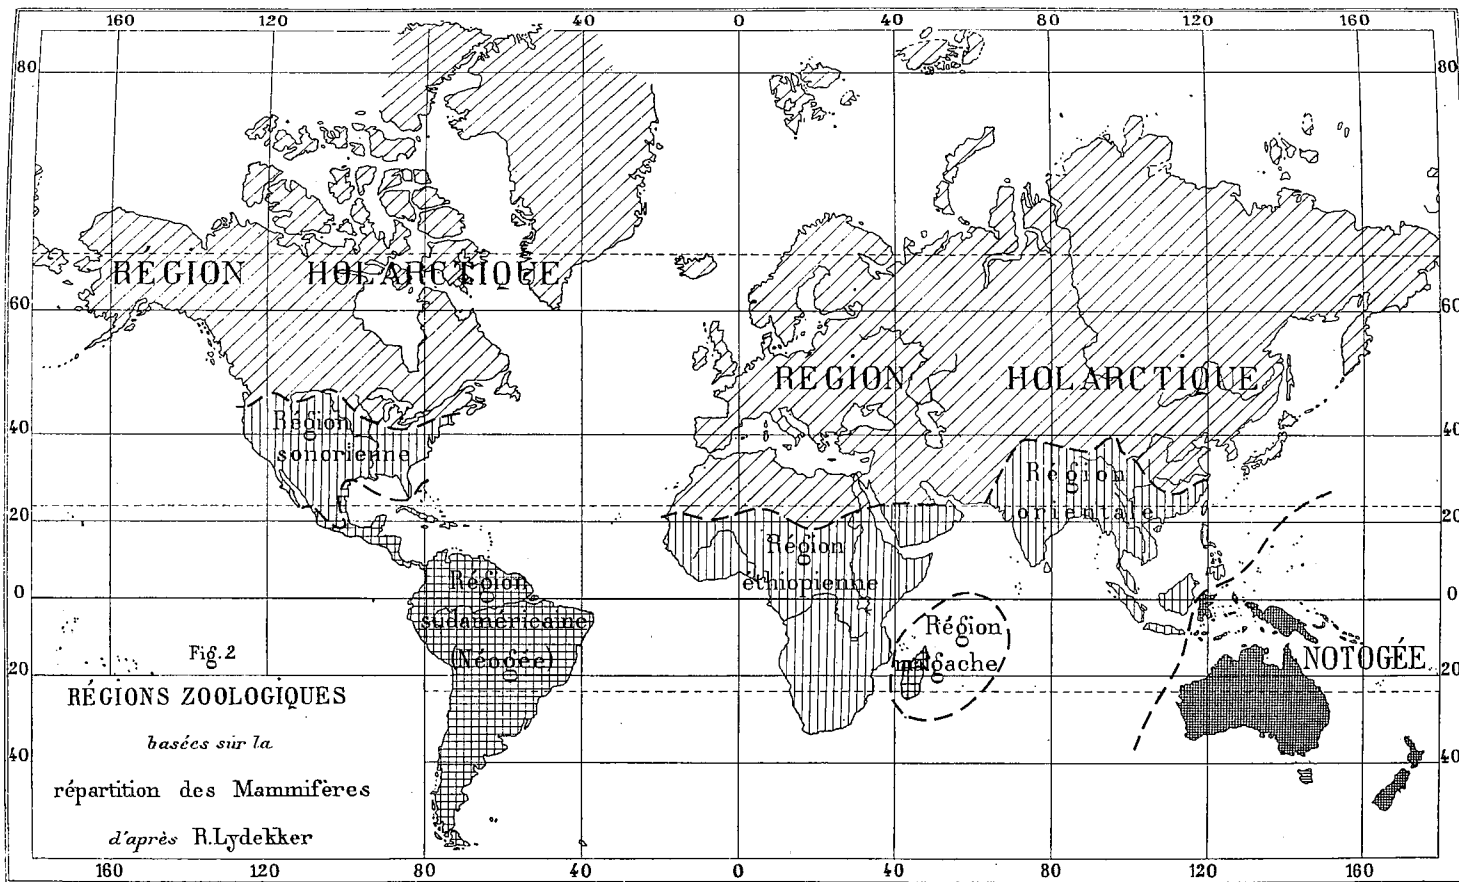 160 120 80 40 0 40 80 120 160
80 80
RÉGION HOLARCTIQUE
60 60
RÉGION HOLARCTIQUE
Région
sonorienne
40 40
Région
orientale
20 20
Région
éthiopienne
0 0
Région
sudaméricaine
(Néogée)
Région
malgache
NOTOGÉE
20 20
40 40
Fig. 2
RÉGIONS ZOOLOGIQUES
basées sur la
répartition des Mammifères
d'après R. Lydekker
160 120 80 40 0 40 80 120 160